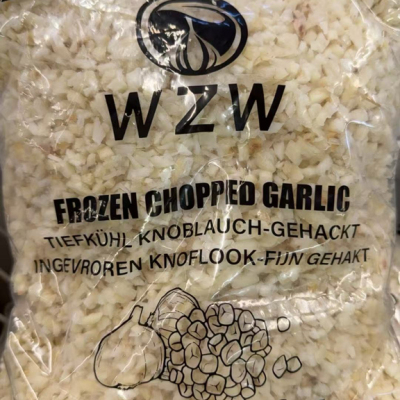 WZW
FROZEN CHOPPED GARLIC
TIEFKÜHL KNOBLAUCH-GEHACKT
INGEVROREN KNOFLOOK-FIJN GEHAKT